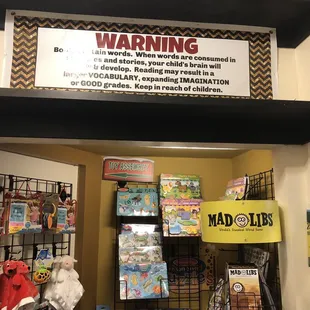 WARNING
Bo in words. When words are consumed in
es and stories, your child's brain will
& develop. Reading may result in a
larger VOCABULARY, expanding IMAGINATION
or GOOD grades. Keep in reach of children.
MAD LIBS
World's Greatest Word Game
MAD LIBS